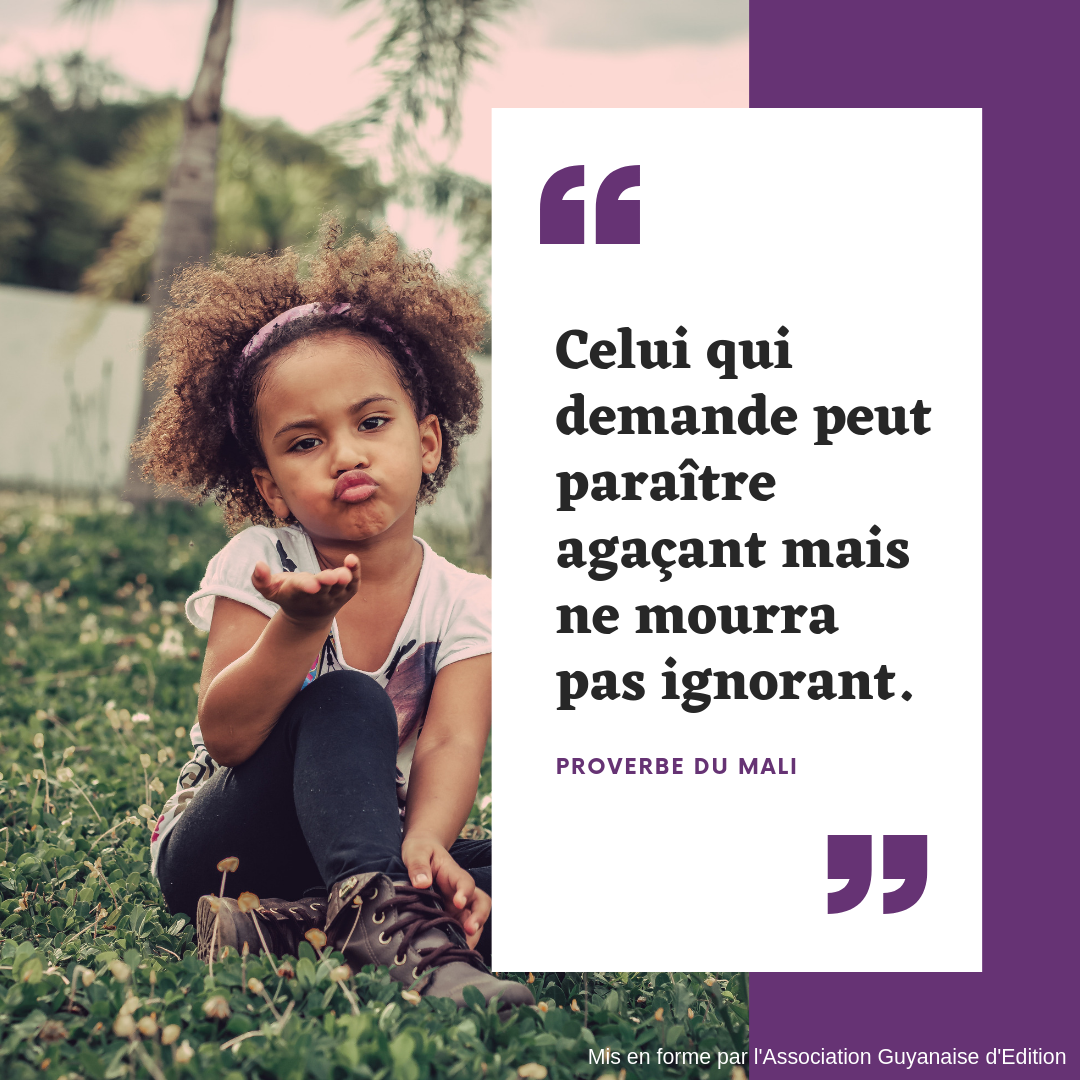 Celui qui
demande peut
paraître
agaçant mais
ne mourra
pas ignorant.
PROVERBE DU MALI
Mis en forme par l'Association Guyanaise d'Edition